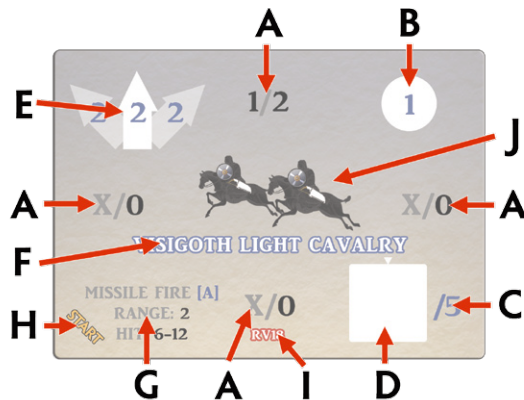 A
B
E
2 2 2
1/2
1
J
A
X/0
X/0
A
F
VISIGOTH LIGHT CAVALRY
MISSILE FIRE [A]
RANGE: 2
HIT: 6-12
START
X/0
RV18
/5
C
H
G
A
I
D